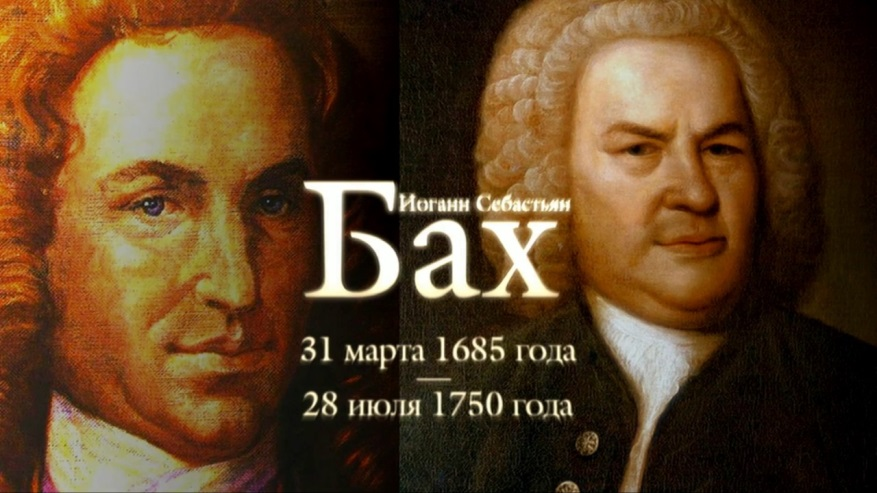 Иоганн Себастьян
Бах
31 марта 1685 года
—
28 июля 1750 года